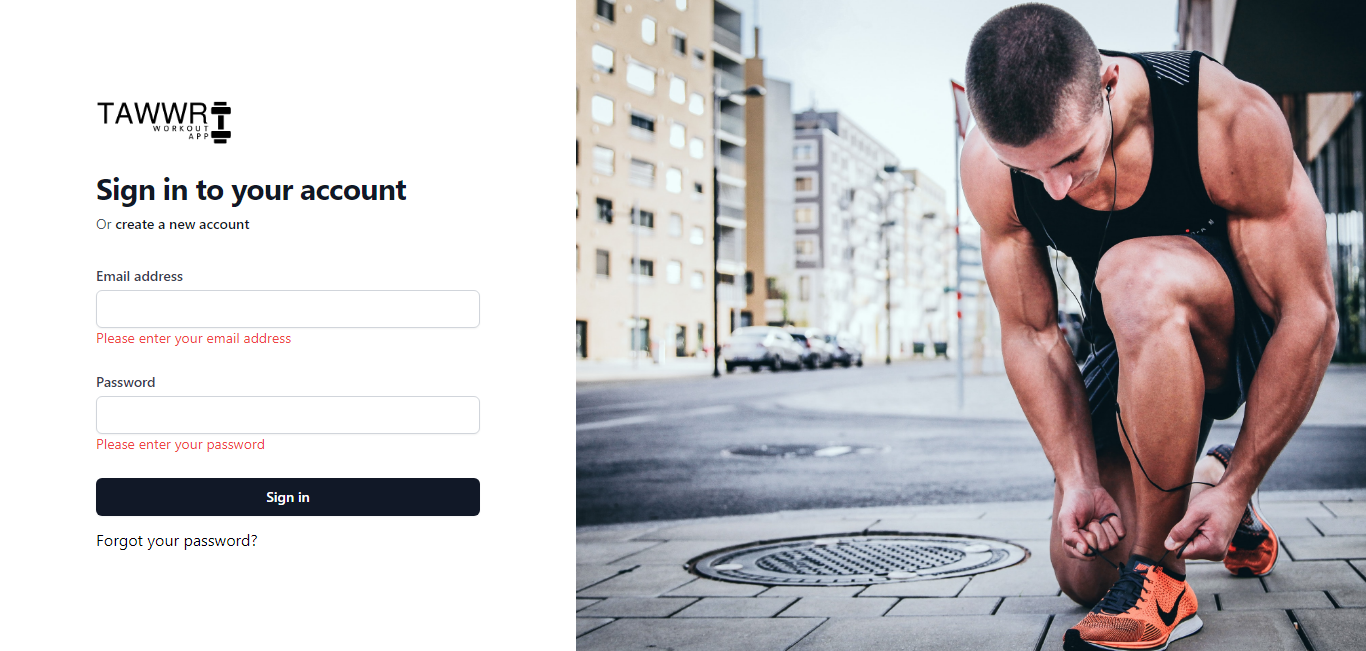 TAWWR
WORKOUT
APP
Sign in to your account
Or create a new account
Email address
Please enter your email address
Password
Please enter your password
Sign in
Forgot your password?